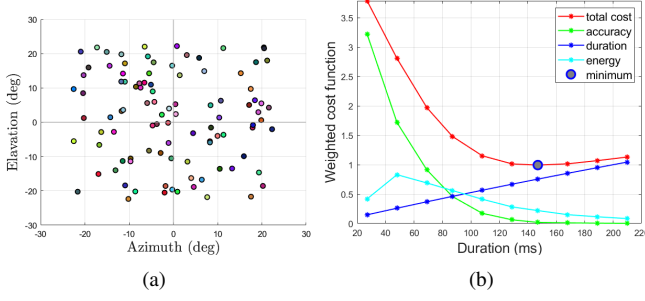 30
20
10
0
-10
-20
-30
-30 -20 -10 0 10 20 30
Elavation (deg)
Azimuth (deg)
(a)
3.5
3
2.5
2
1.5
1
0.5
0
20 40 60 80 100 120 140 160 180 200 220
Weighted cost function
Duration (ms)
total cost
accuracy
duration
energy
minimum
(b)